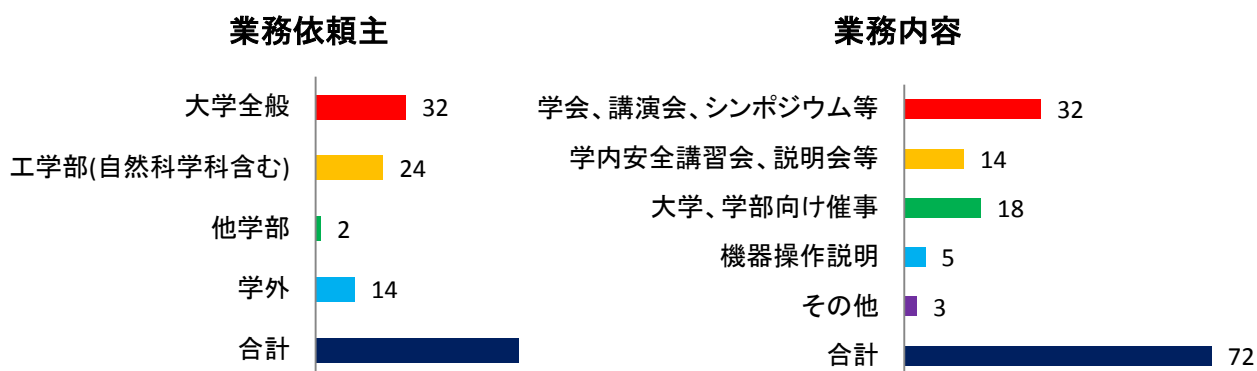 業務依頼主
大学全般 32
工学部(自然科学科含む) 24
他学部 2
学外 14
合計
業務内容
学会、講演会、シンポジウム等 32
学内安全講習会、説明会等 14
大学、学部向け催事 18
機器操作説明 5
その他 3
合計 72